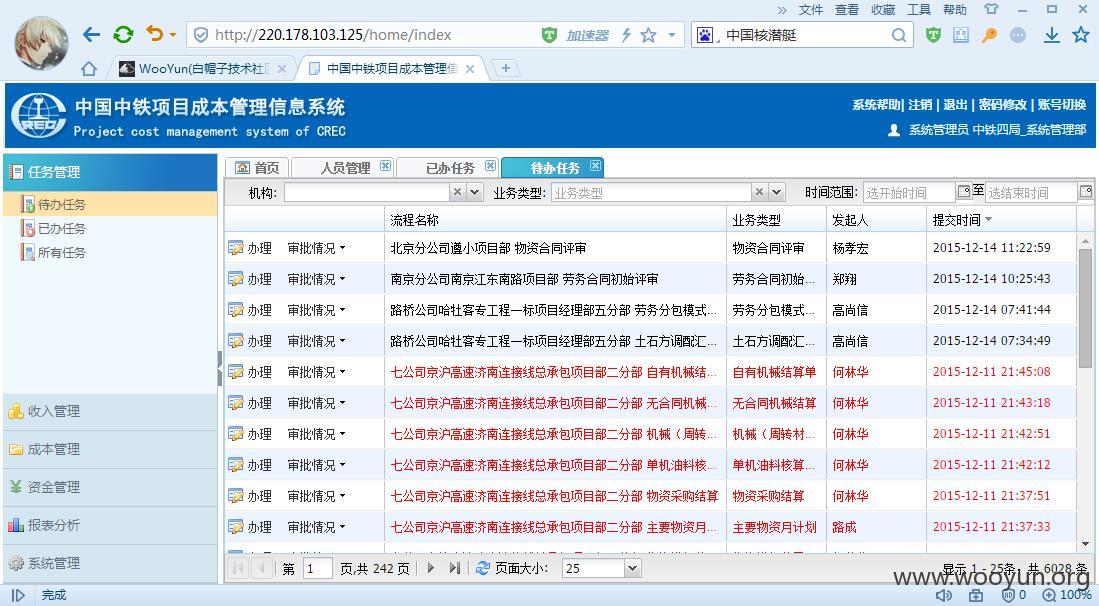 » 文件 查看 收藏 工具 帮助
http://220.178.103.125/home/index 加速器 中国核潜艇
WooYun(白帽子技术社区 中国中铁项目成本管理信
中国中铁项目成本管理信息系统
Project cost management system of CREC
系统帮助| 注销 | 退出 | 密码修改 | 账号切换
系统管理员 中铁四局_系统管理部
CREC
任务管理
待办任务
已办任务
所有任务
收入管理
成本管理
资金管理
报表分析
系统管理
首页 人员管理 已办任务 待办任务
机构: 业务类型: 业务类型 时间范围: 选开始时间 至 选结束时间
流程名称 业务类型 发起人 提交时间
办理 审批情况 北京分公司遵小项目部 物资合同评审 物资合同评审 杨孝宏 2015-12-14 11:22:59
办理 审批情况 南京分公司南京江东南路项目部 劳务合同初始评审 劳务合同初始... 郑翔 2015-12-14 10:25:43
办理 审批情况 路桥公司哈牡客专工程一标项目经理部五分部 劳务分包模式... 劳务分包模式... 高尚信 2015-12-14 07:41:44
办理 审批情况 路桥公司哈牡客专工程一标项目经理部五分部 土石方调配汇... 土石方调配汇... 高尚信 2015-12-14 07:34:49
办理 审批情况 七公司京沪高速济南连接线总承包项目部二分部 自有机械结... 自有机械结算单 何林华 2015-12-11 21:45:08
办理 审批情况 七公司京沪高速济南连接线总承包项目部二分部 无合同机械... 无合同机械结算 何林华 2015-12-11 21:43:18
办理 审批情况 七公司京沪高速济南连接线总承包项目部二分部 机械（周转... 机械（周转材... 何林华 2015-12-11 21:42:51
办理 审批情况 七公司京沪高速济南连接线总承包项目部二分部 单机油料核... 单机油料核算... 何林华 2015-12-11 21:42:12
办理 审批情况 七公司京沪高速济南连接线总承包项目部二分部 物资采购结算 物资采购结算 何林华 2015-12-11 21:37:51
办理 审批情况 七公司京沪高速济南连接线总承包项目部二分部 主要物资月... 主要物资月计划 路成 2015-12-11 21:37:33
第 1 页,共 242 页 页面大小: 25 显示 1 - 25条，共 6028 条
www.wooyun.org
完成 0 100%